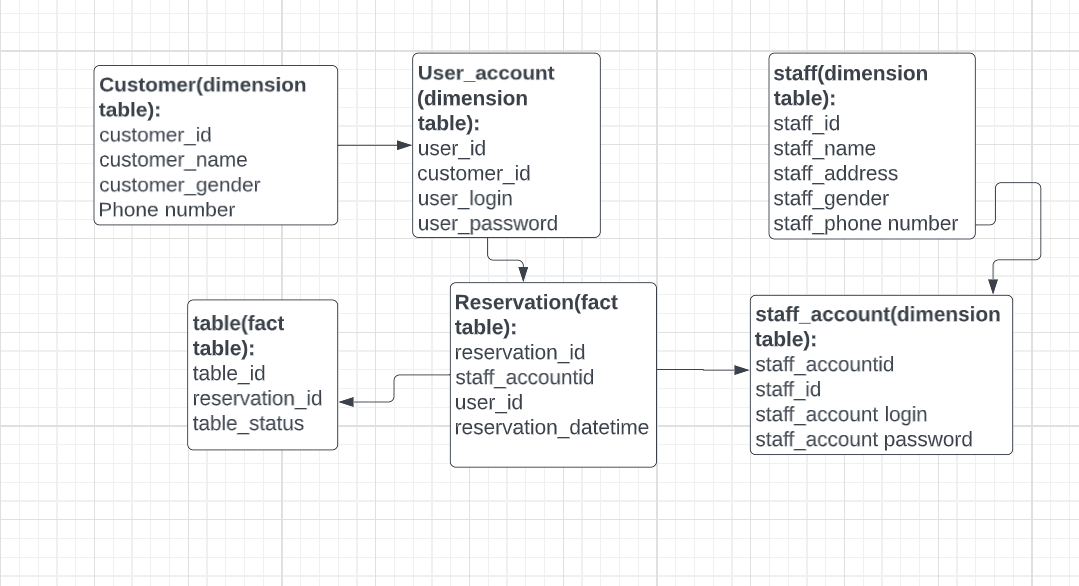 Customer(dimension
table):
customer_id
customer_name
customer_gender
Phone number
User_account
(dimension
table):
user_id
customer_id
user_login
user_password
staff(dimension
table):
staff_id
staff_name
staff_address
staff_gender
staff_phone number
table(fact
table):
table_id
reservation_id
table_status
Reservation(fact
table):
reservation_id
staff_accountid
user_id
reservation_datetime
staff_account(dimension
table):
staff_accountid
staff_id
staff_account login
staff_account password